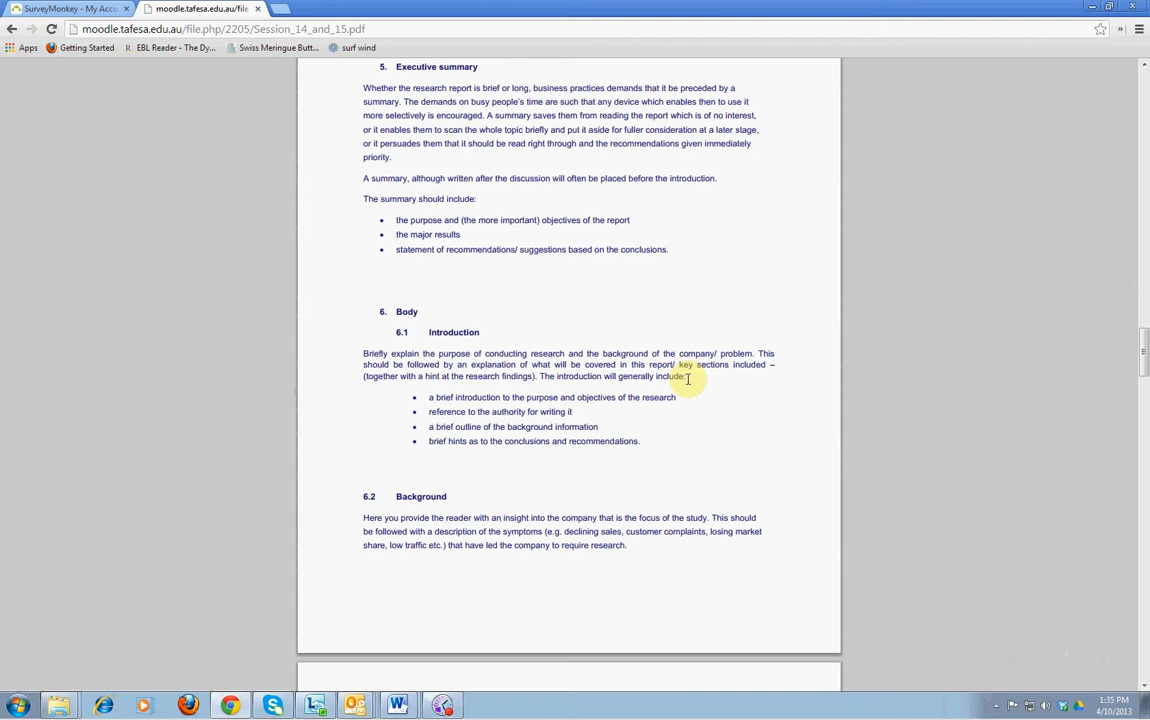 SurveyMonkey - My Acco
moodle.tafesa.edu.au/file
moodle.tafesa.edu.au/file.php/2205/Session_14_and_15.pdf
Apps Getting Started EBL Reader - The Dy... Swiss Meringue Butt... surf wind
5. Executive summary
Whether the research report is brief or long, business practices demands that it be preceded by a
summary. The demands on busy people's time are such that any device which enables then to use it
more selectively is encouraged. A summary saves them from reading the report which is of no interest,
or it enables them to scan the whole topic briefly and put it aside for fuller consideration at a later stage,
or it persuades them that it should be read right through and the recommendations given immediately
priority.
A summary, although written after the discussion will often be placed before the introduction.
The summary should include:
• the purpose and (the more important) objectives of the report
• the major results
• statement of recommendations/ suggestions based on the conclusions.
6. Body
6.1 Introduction
Briefly explain the purpose of conducting research and the background of the company/ problem. This
should be followed by an explanation of what will be covered in this report/ key sections included –
(together with a hint at the research findings). The introduction will generally include:
• a brief introduction to the purpose and objectives of the research
• reference to the authority for writing it
• a brief outline of the background information
• brief hints as to the conclusions and recommendations.
6.2 Background
Here you provide the reader with an insight into the company that is the focus of the study. This should
be followed with a description of the symptoms (e.g. declining sales, customer complaints, losing market
share, low traffic etc.) that have led the company to require research.
1:35 PM
4/10/2013